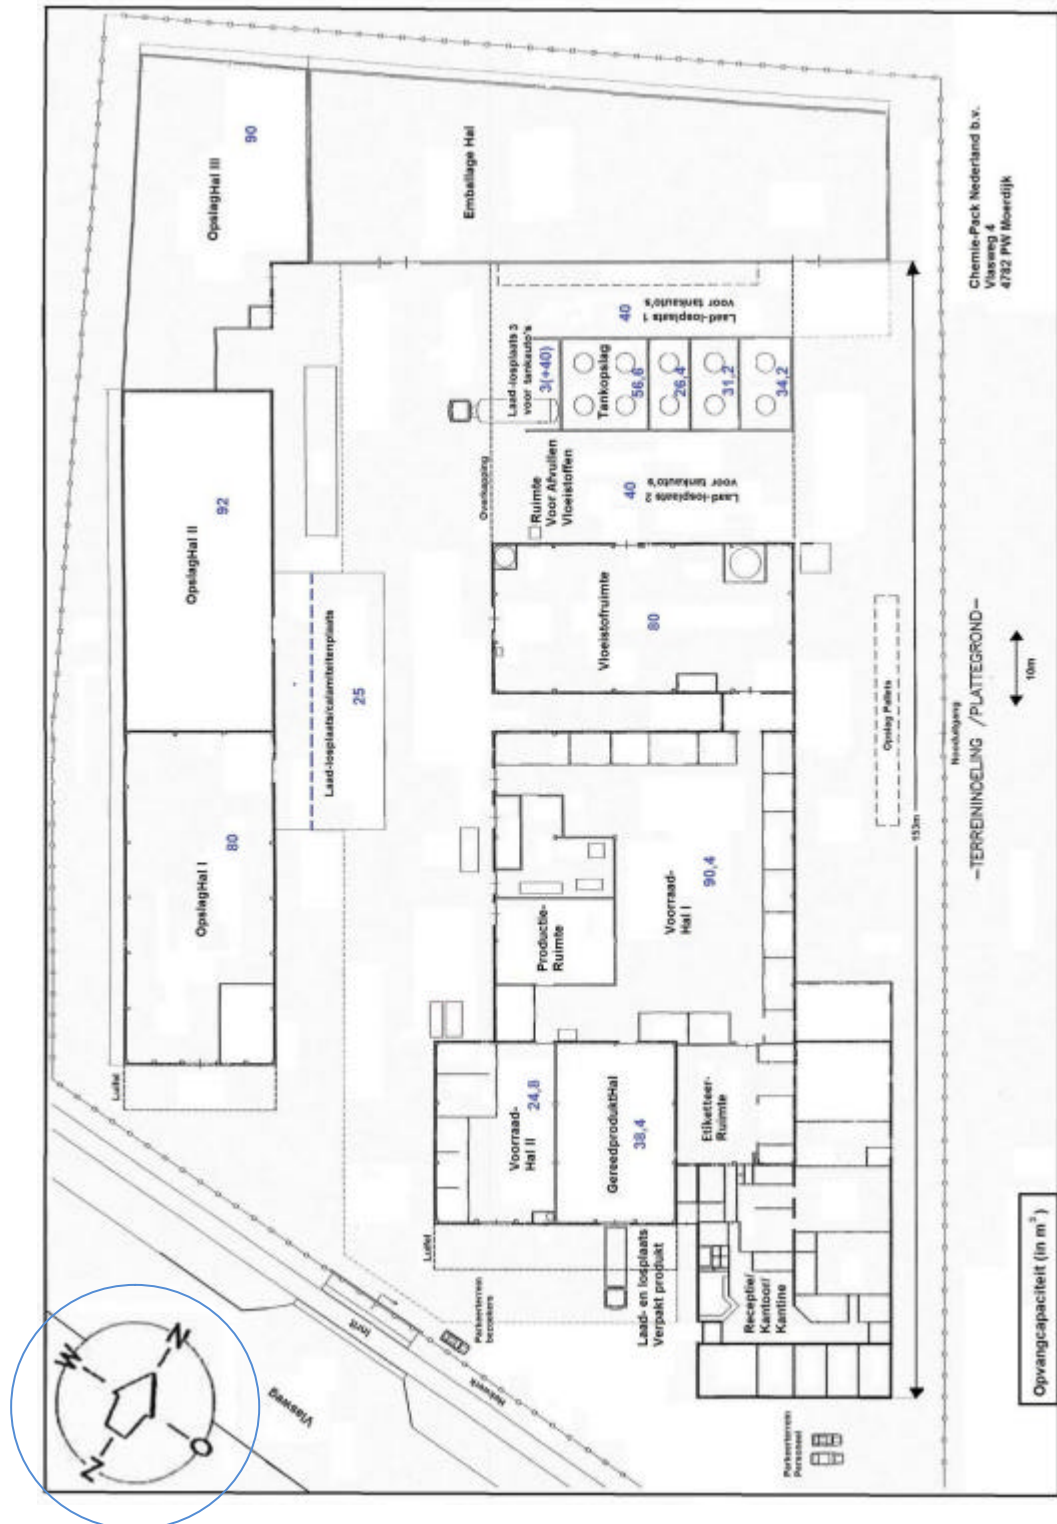 OpslagHal III
90
Emballage Hal
Chemie-Pack Nederland b.v.
Vlasweg 4
4782 PW Moerdijk
OpslagHal II
92
Laad-losplaats 3
voor tankauto's
3(+40)
Laad-losplaats 1
voor tankauto's
40
Tankopslag
56,6
26,4
31,2
34,2
Overkapping
Ruimte
Voor Afvullen
Vloeistoffen
Laad-losplaats 2
voor tankauto's
40
Laad-losplaats/calamiteitenplaats
25
Vloeistofruimte
80
Opslag Pallets
Nooduitgang
-TERREININDELING /PLATTEGROND-
10m
153m
OpslagHal I
80
Luifel
Productie-
Ruimte
Voorraad-
Hal I
90,4
Voorraad-
Hal II
24,8
GereedproduktHal
38,4
Etiketteer-
Ruimte
Luifel
Laad- en losplaats
Verpakt produkt
Receptie/
Kantoor/
Kantine
Parkeerterrein
bezoekers
Inrit
Hekwerk
Vlasweg
Parkeerterrein
Personeel
N
O
Z
W
Opvangcapaciteit (in m³)